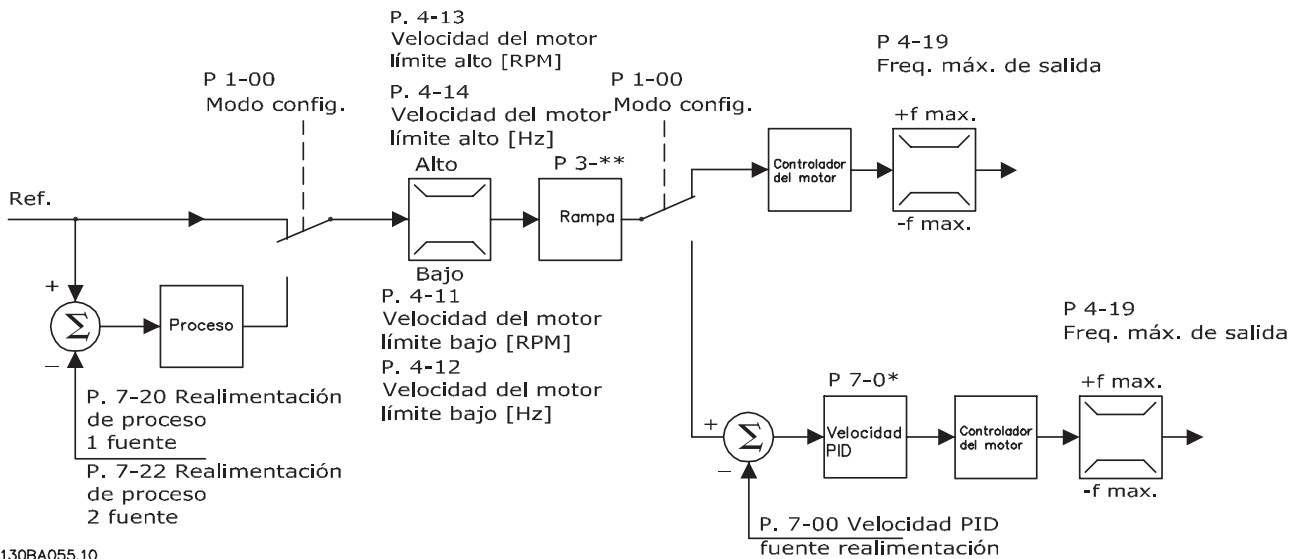 P. 4-13
Velocidad del motor
límite alto [RPM]
P. 4-14
Velocidad del motor
límite alto [Hz]
P 1-00
Modo config.
P 1-00
Modo config.
P 4-19
Freq. máx. de salida
Ref.
Alto
Bajo
P 3-**
Rampa
Controlador
del motor
+f max.
-f max.
+
Σ
−
Proceso
P. 7-20 Realimentación
de proceso
1 fuente
P. 7-22 Realimentación
de proceso
2 fuente
P. 4-11
Velocidad del motor
límite bajo [RPM]
P. 4-12
Velocidad del motor
límite bajo [Hz]
P 4-19
Freq. máx. de salida
+
Σ
−
P 7-0*
Velocidad
PID
Controlador
del motor
+f max.
-f max.
P. 7-00 Velocidad PID
fuente realimentación
130BA055.10